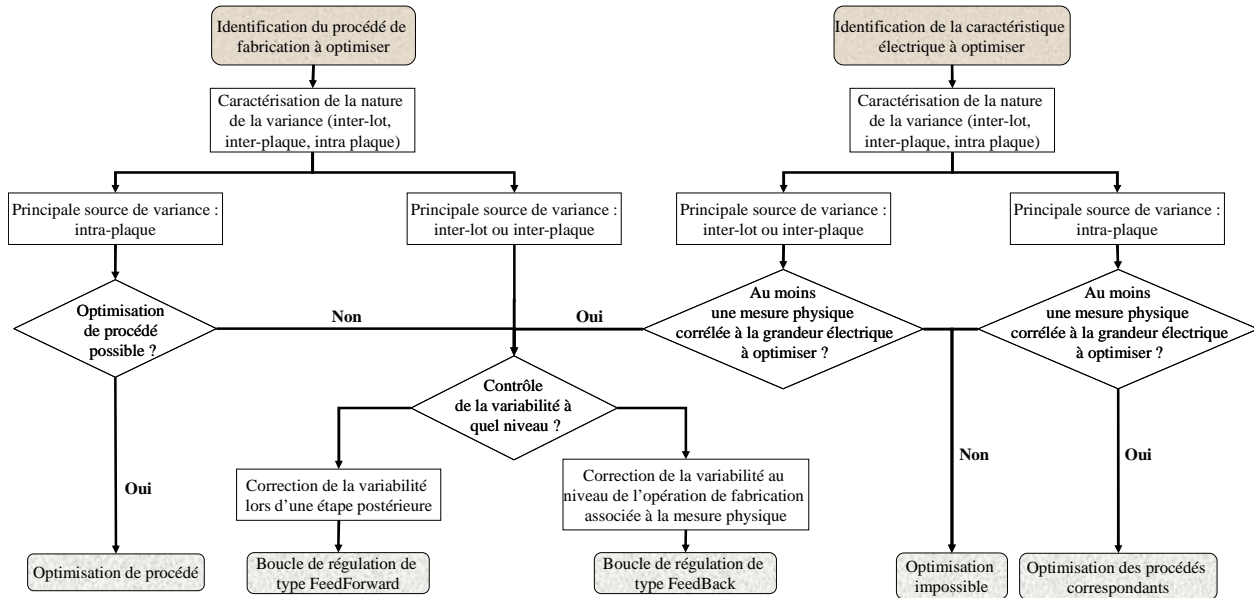 Identification du procédé de
fabrication à optimiser
Identification de la caractéristique
électrique à optimiser
Caractérisation de la nature
de la variance (inter-lot,
inter-plaque, intra plaque)
Caractérisation de la nature
de la variance (inter-lot,
inter-plaque, intra plaque)
Principale source de variance :
intra-plaque
Principale source de variance :
inter-lot ou inter-plaque
Principale source de variance :
inter-lot ou inter-plaque
Principale source de variance :
intra-plaque
Optimisation
de procédé
possible ?
Non
Oui
Au moins
une mesure physique
corrélée à la grandeur électrique
à optimiser ?
Au moins
une mesure physique
corrélée à la grandeur électrique
à optimiser ?
Contrôle
de la variabilité à
quel niveau ?
Oui
Non
Oui
Correction de la variabilité
lors d’une étape postérieure
Correction de la variabilité au
niveau de l’opération de fabrication
associée à la mesure physique
Optimisation de procédé
Boucle de régulation de
type FeedForward
Boucle de régulation de
type FeedBack
Optimisation
impossible
Optimisation des procédés
correspondants